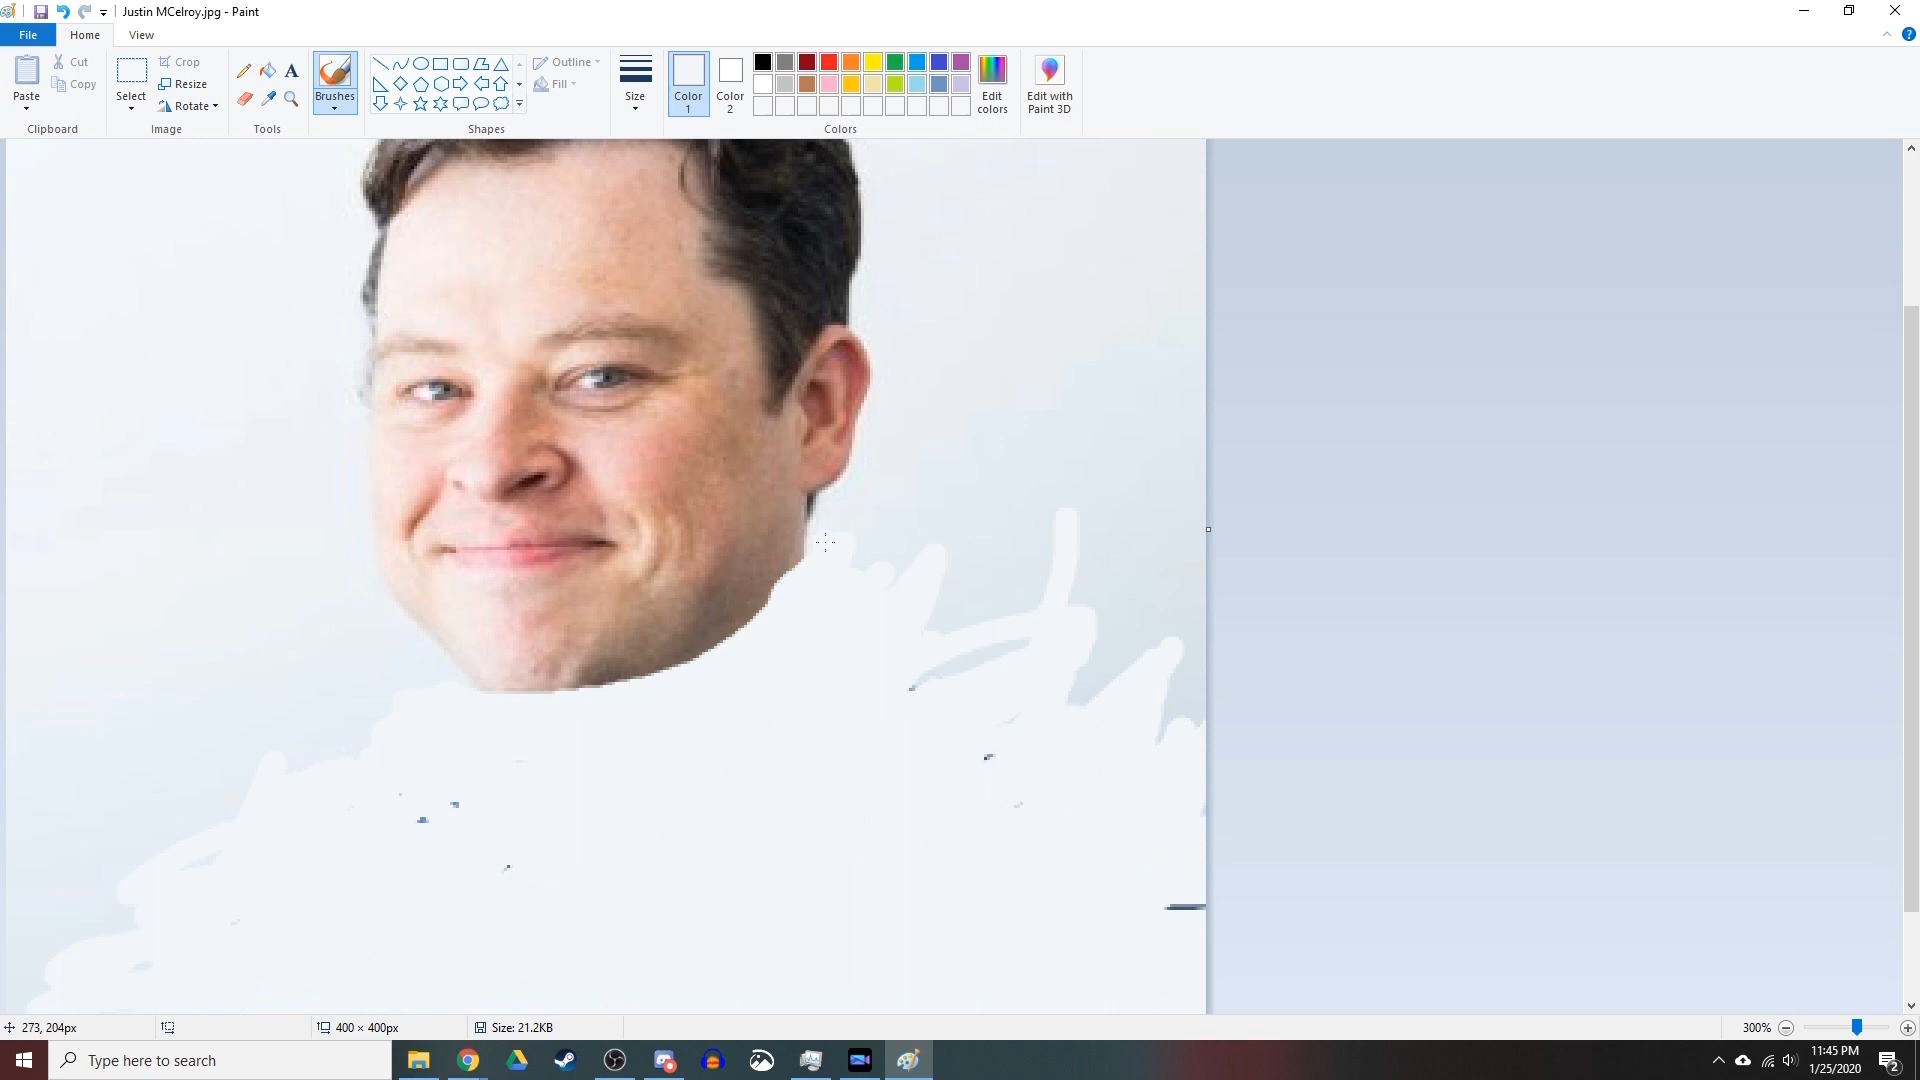 Justin MCelroy.jpg - Paint
File Home View
Paste
Cut
Copy
Clipboard
Select
Crop
Resize
Rotate
Image
A
Tools
Brushes
Outline
Fill
Shapes
Size
Color 1
Color 2
Edit colors
Colors
Edit with Paint 3D
273, 204px
400 × 400px
Size: 21.2KB
300%
Type here to search
11:45 PM
1/25/2020
2